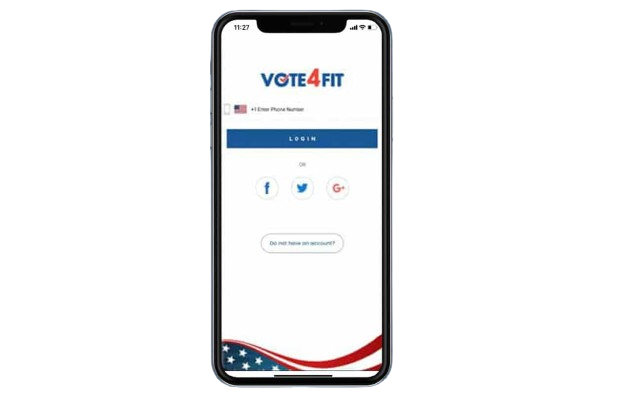 11:27
VOTE4FIT
+1 Enter Phone Number
LOGIN
OR
f
G+
Do not have an account?